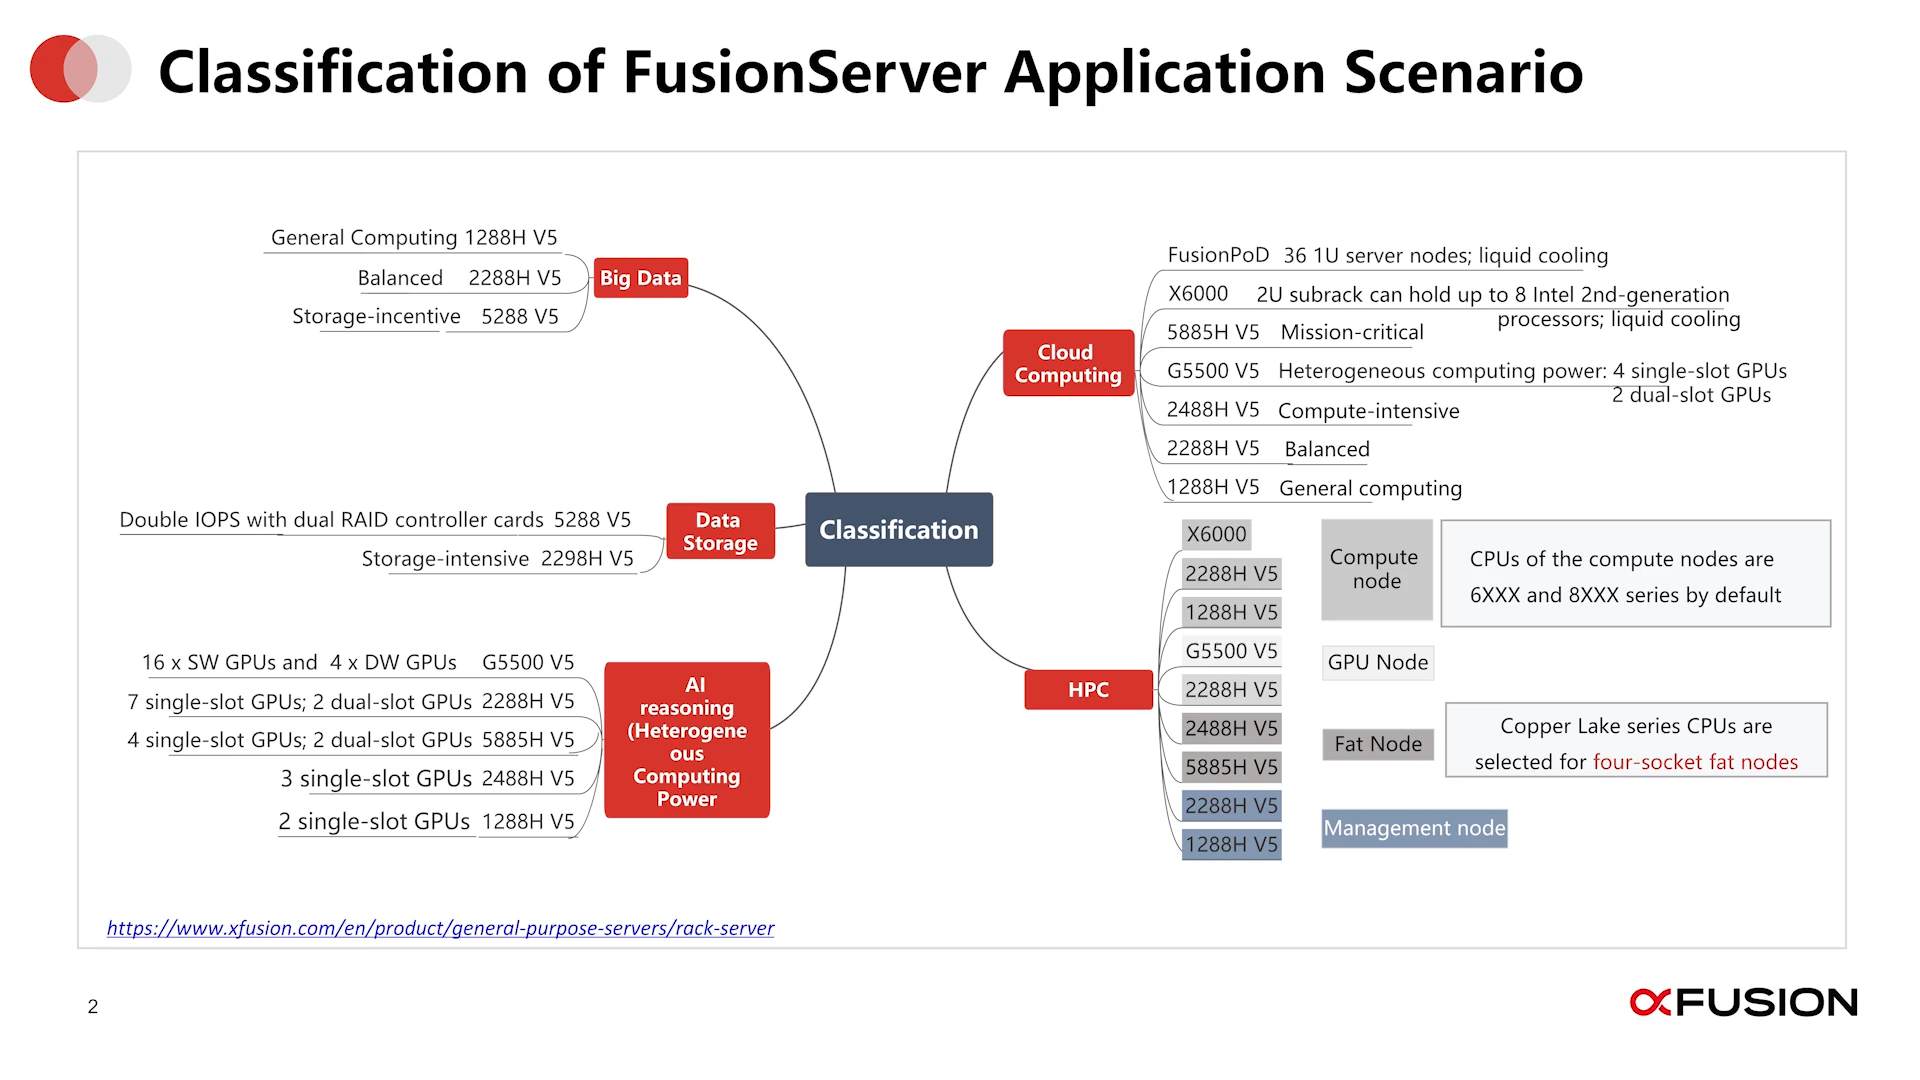 Classification of FusionServer Application Scenario
General Computing 1288H V5
Balanced 2288H V5
Storage-incentive 5288 V5
Big Data
Double IOPS with dual RAID controller cards 5288 V5
Storage-intensive 2298H V5
Data
Storage
16 x SW GPUs and 4 x DW GPUs G5500 V5
7 single-slot GPUs; 2 dual-slot GPUs 2288H V5
4 single-slot GPUs; 2 dual-slot GPUs 5885H V5
3 single-slot GPUs 2488H V5
2 single-slot GPUs 1288H V5
AI
reasoning
(Heterogene
ous
Computing
Power
Classification
Cloud
Computing
FusionPoD 36 1U server nodes; liquid cooling
X6000 2U subrack can hold up to 8 Intel 2nd-generation
processors; liquid cooling
5885H V5 Mission-critical
G5500 V5 Heterogeneous computing power: 4 single-slot GPUs
2 dual-slot GPUs
2488H V5 Compute-intensive
2288H V5 Balanced
1288H V5 General computing
HPC
X6000
2288H V5
1288H V5
G5500 V5
2288H V5
2488H V5
5885H V5
2288H V5
1288H V5
Compute
node
CPUs of the compute nodes are
6XXX and 8XXX series by default
GPU Node
Fat Node
Copper Lake series CPUs are
selected for four-socket fat nodes
Management node
https://www.xfusion.com/en/product/general-purpose-servers/rack-server
2
XFUSION